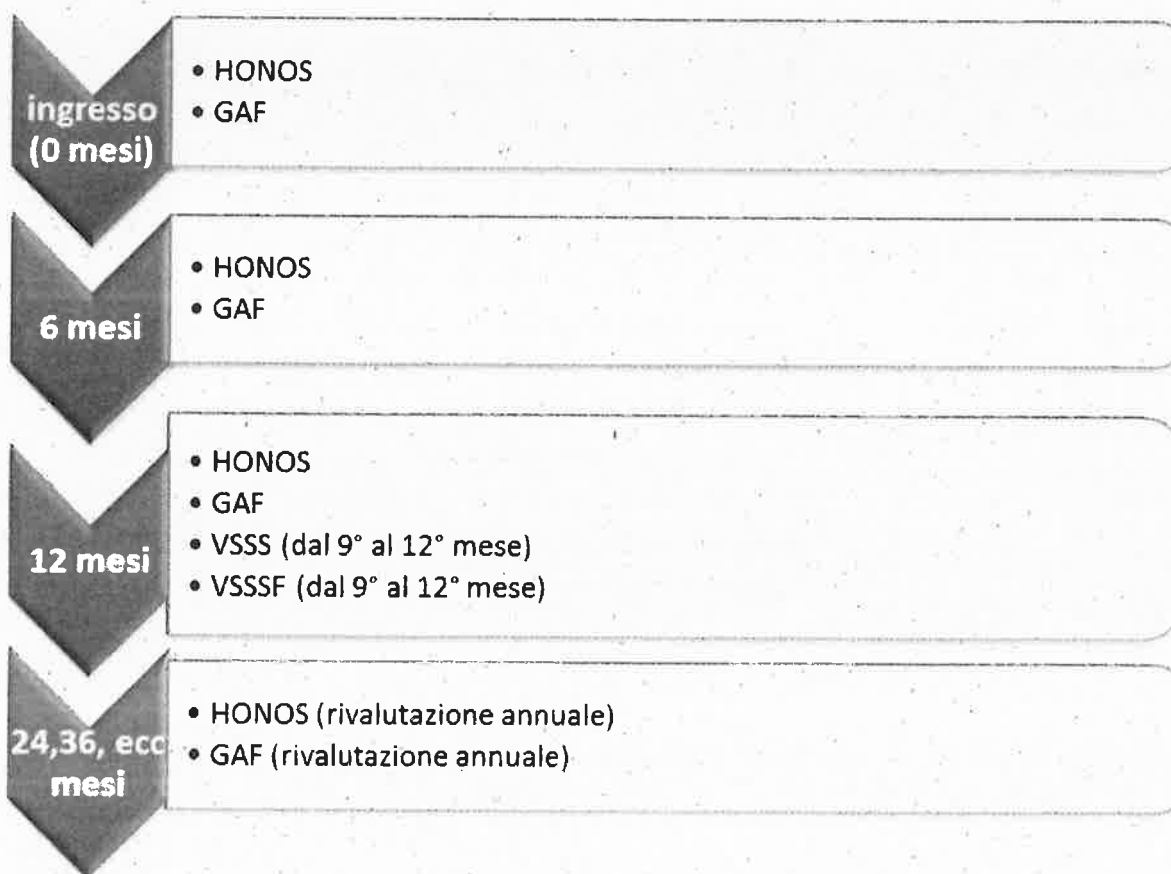 ingresso
(0 mesi)
• HONOS
• GAF
6 mesi
• HONOS
• GAF
12 mesi
• HONOS
• GAF
• VSSS (dal 9° al 12° mese)
• VSSSF (dal 9° al 12° mese)
24,36, ecc
mesi
• HONOS (rivalutazione annuale)
• GAF (rivalutazione annuale)